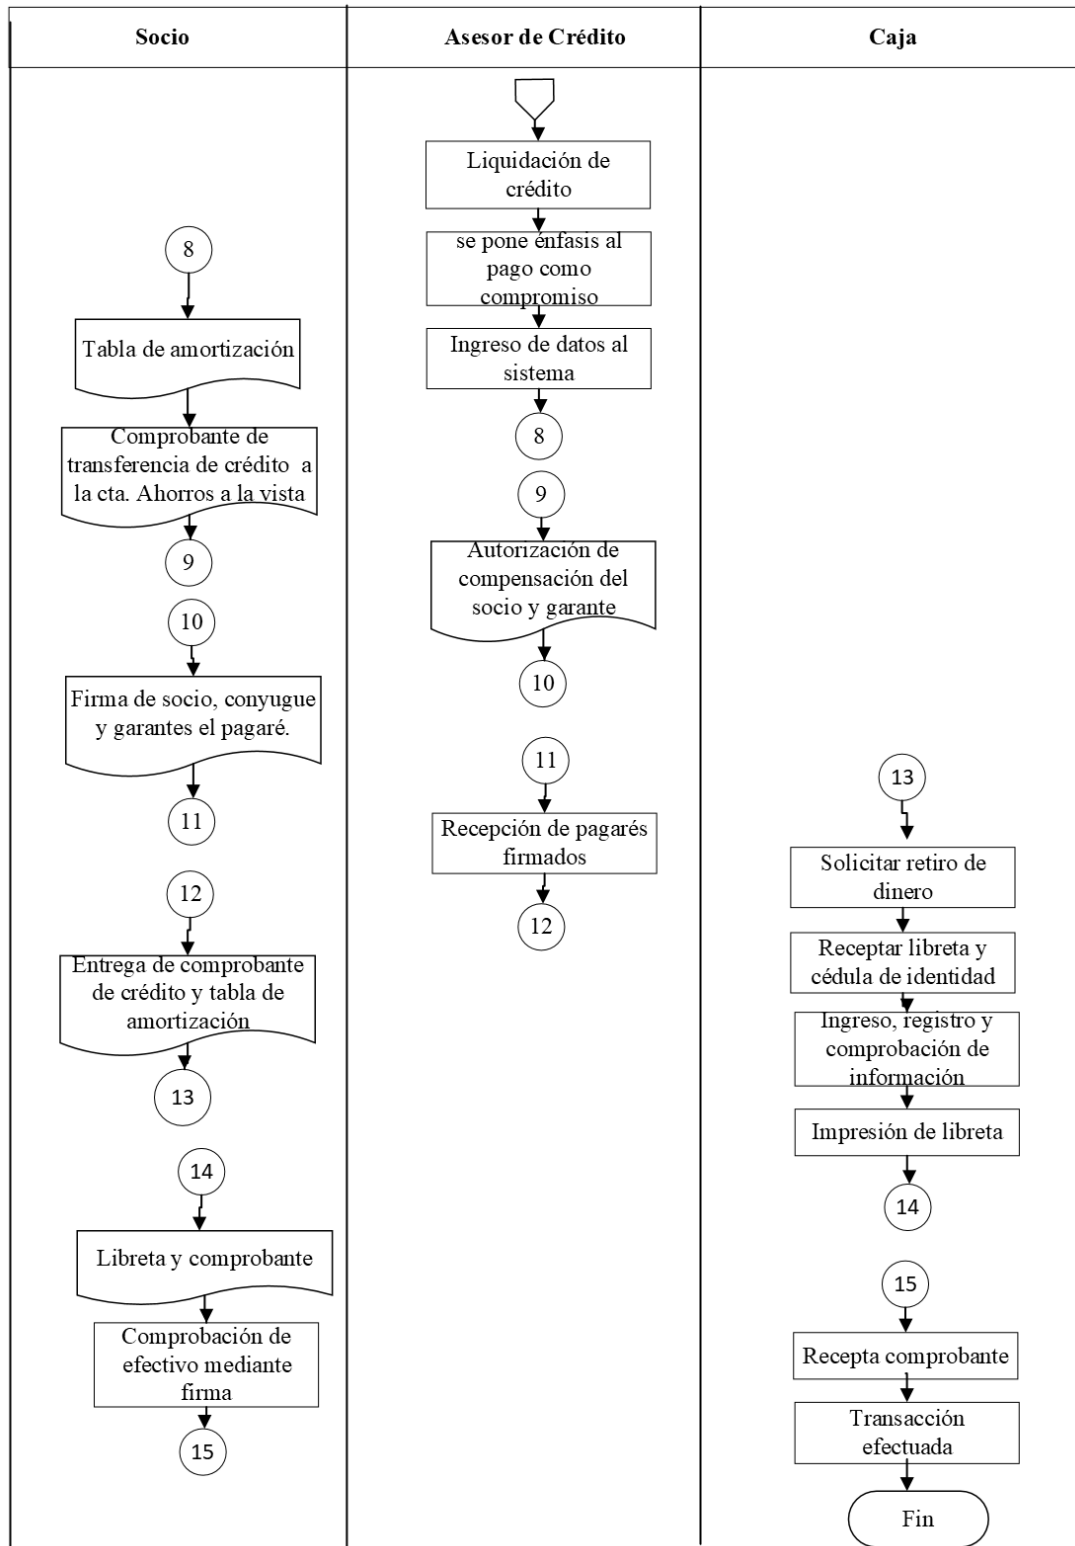 Socio
Asesor de Crédito
Caja
8
Tabla de amortización
Comprobante de
transferencia de crédito a
la cta. Ahorros a la vista
9
10
Firma de socio, conyugue
y garantes el pagaré.
11
12
Entrega de comprobante
de crédito y tabla de
amortización
13
14
Libreta y comprobante
Comprobación de
efectivo mediante
firma
15
Liquidación de
crédito
se pone énfasis al
pago como
compromiso
Ingreso de datos al
sistema
8
9
Autorización de
compensación del
socio y garante
10
11
Recepción de pagarés
firmados
12
13
Solicitar retiro de
dinero
Receptar libreta y
cédula de identidad
Ingreso, registro y
comprobación de
información
Impresión de libreta
14
15
Recepta comprobante
Transacción
efectuada
Fin